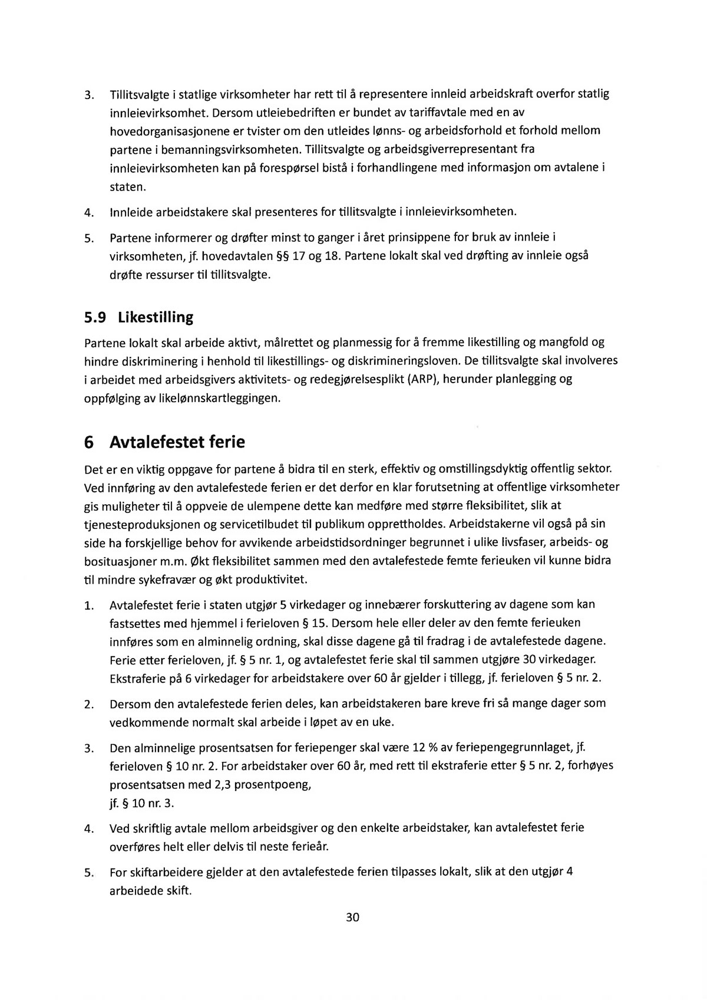 3. Tillitsvalgte i statlige virksomheter har rett til å representere innleid arbeidskraft overfor statlig
innleievirksomhet. Dersom utleiebedriften er bundet av tariffavtale med en av
hovedorganisasjonene er tvister om den utleides lønns- og arbeidsforhold et forhold mellom
partene i bemanningsvirksomheten. Tillitsvalgte og arbeidsgiverrepresentant fra
innleievirksomheten kan på forespørsel bistå i forhandlingene med informasjon om avtalene i
staten.
4. Innleide arbeidstakere skal presenteres for tillitsvalgte i innleievirksomheten.
5. Partene informerer og drøfter minst to ganger i året prinsippene for bruk av innleie i
virksomheten, jf. hovedavtalen §§ 17 og 18. Partene lokalt skal ved drøfting av innleie også
drøfte ressurser til tillitsvalgte.
5.9 Likestilling
Partene lokalt skal arbeide aktivt, målrettet og planmessig for å fremme likestilling og mangfold og
hindre diskriminering i henhold til likestillings- og diskrimineringsloven. De tillitsvalgte skal involveres
i arbeidet med arbeidsgivers aktivitets- og redegjørelsesplikt (ARP), herunder planlegging og
oppfølging av likelønnskartleggingen.
6 Avtalefestet ferie
Det er en viktig oppgave for partene å bidra til en sterk, effektiv og omstillingsdyktig offentlig sektor.
Ved innføring av den avtalefestede ferien er det derfor en klar forutsetning at offentlige virksomheter
gis muligheter til å oppveie de ulempene dette kan medføre med større fleksibilitet, slik at
tjenesteproduksjonen og servicetilbudet til publikum opprettholdes. Arbeidstakerne vil også på sin
side ha forskjellige behov for avvikende arbeidstidsordninger begrunnet i ulike livsfaser, arbeids- og
bosituasjoner m.m. Økt fleksibilitet sammen med den avtalefestede femte ferieuken vil kunne bidra
til mindre sykefravær og økt produktivitet.
1. Avtalefestet ferie i staten utgjør 5 virkedager og innebærer forskuttering av dagene som kan
fastsettes med hjemmel i ferieloven § 15. Dersom hele eller deler av den femte ferieuken
innføres som en alminnelig ordning, skal disse dagene gå til fradrag i de avtalefestede dagene.
Ferie etter ferieloven, jf. § 5 nr. 1, og avtalefestet ferie skal til sammen utgjøre 30 virkedager.
Ekstraferie på 6 virkedager for arbeidstakere over 60 år gjelder i tillegg, jf. ferieloven § 5 nr. 2.
2. Dersom den avtalefestede ferien deles, kan arbeidstakeren bare kreve fri så mange dager som
vedkommende normalt skal arbeide i løpet av en uke.
3. Den alminnelige prosentsatsen for feriepenger skal være 12 % av feriepengegrunnlaget, jf.
ferieloven § 10 nr. 2. For arbeidstaker over 60 år, med rett til ekstraferie etter § 5 nr. 2, forhøyes
prosentsatsen med 2,3 prosentpoeng,
jf. § 10 nr. 3.
4. Ved skriftlig avtale mellom arbeidsgiver og den enkelte arbeidstaker, kan avtalefestet ferie
overføres helt eller delvis til neste ferieår.
5. For skiftarbeidere gjelder at den avtalefestede ferien tilpasses lokalt, slik at den utgjør 4
arbeidede skift.
30